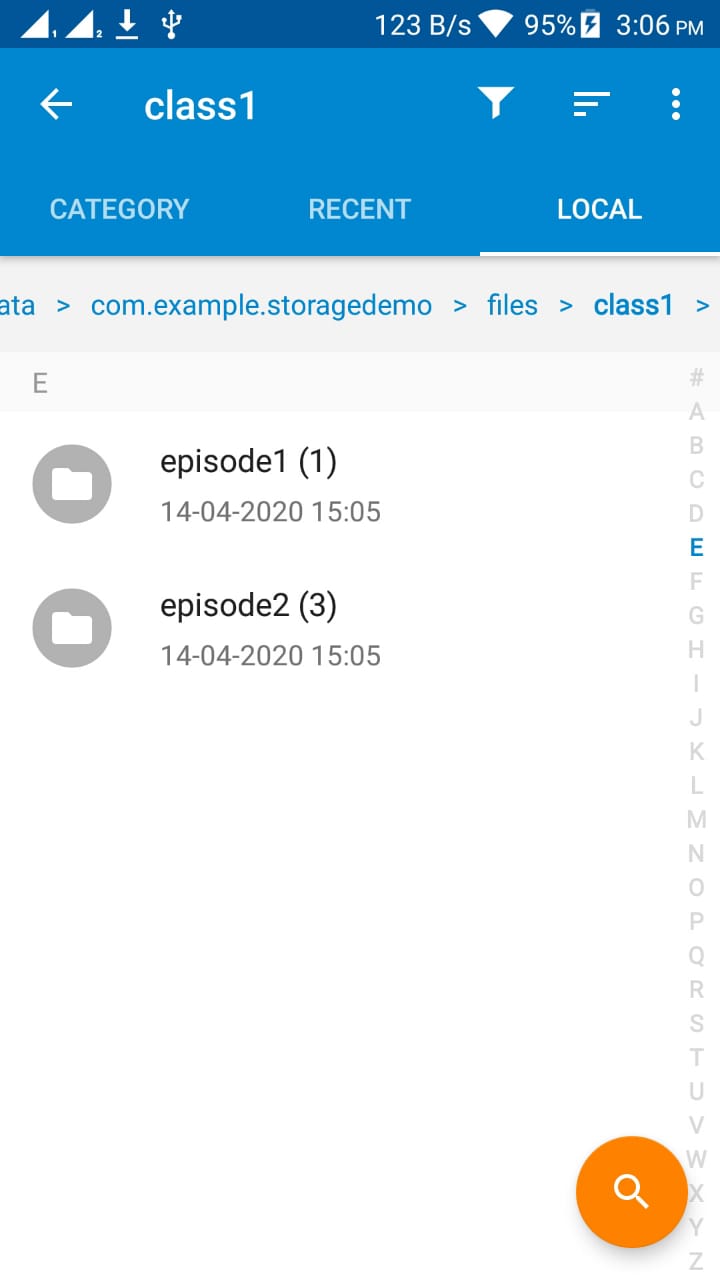 1 2 123 B/s 95% 3:06 PM
class1
CATEGORY RECENT LOCAL
ata > com.example.storagedemo > files > class1 >
E
episode1 (1)
14-04-2020 15:05
episode2 (3)
14-04-2020 15:05
#
A
B
C
D
E
F
G
H
I
J
K
L
M
N
O
P
Q
R
S
T
U
V
W
X
Y
Z